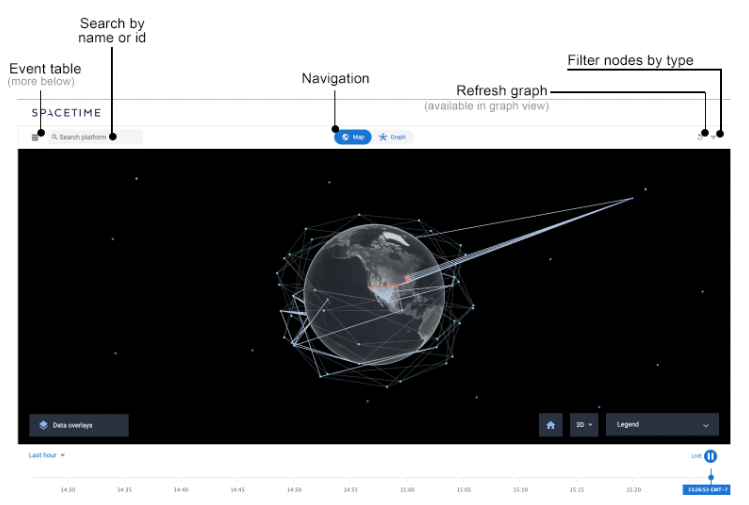 Search by
name or id
Event table
(more below)
Navigation
Filter nodes by type
Refresh graph
(available in graph view)
SPACETIME
Search platform
Map
Graph
Data overlays
3D
Legend
Last hour
LIVE
14:30 14:35 14:40 14:45 14:50 14:55 15:00 15:05 15:10 15:15 15:20 15:26:53 GMT-7